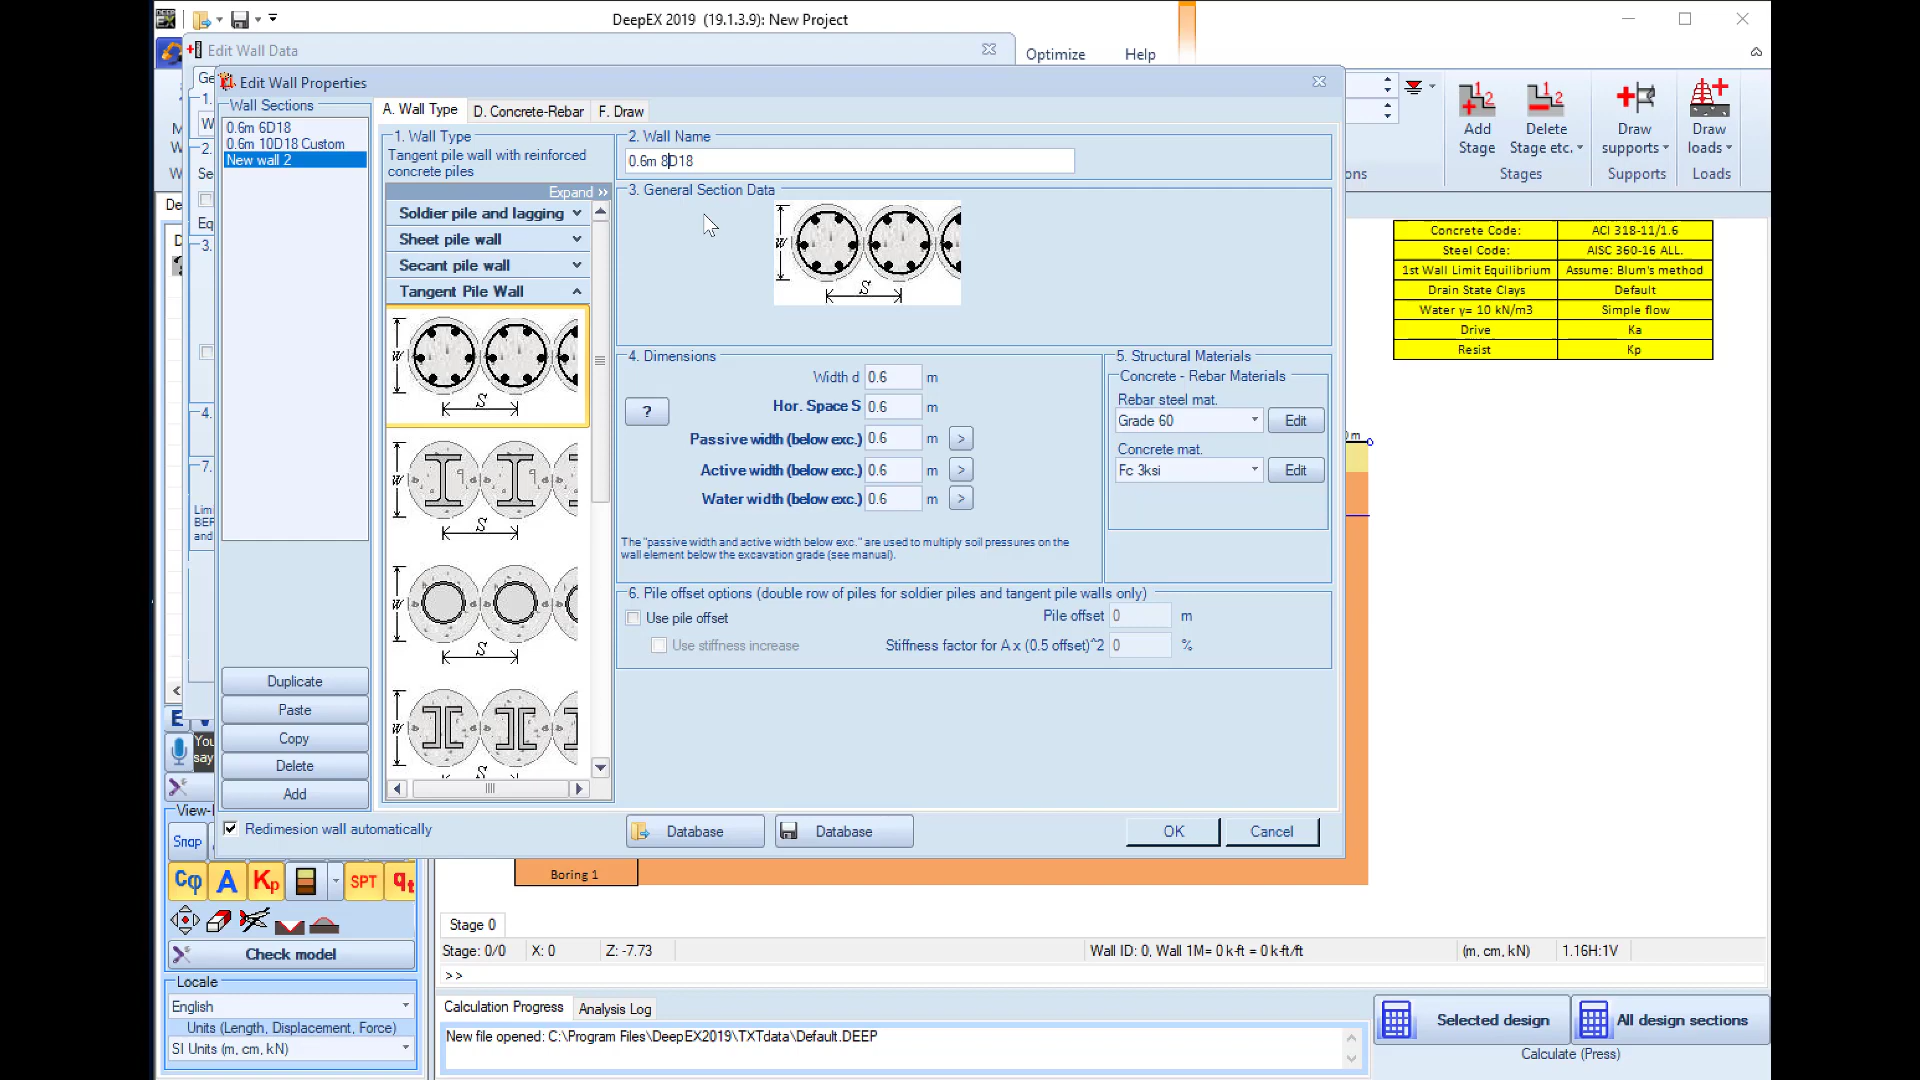 DeepEX 2019 (19.1.3.9): New Project
Edit Wall Data
Optimize
Help
Edit Wall Properties
Wall Sections
0.6m 6D18
0.6m 10D18 Custom
New wall 2
A. Wall Type
D. Concrete-Rebar
F. Draw
1. Wall Type
Tangent pile wall with reinforced
concrete piles
Expand >>
Soldier pile and lagging
Sheet pile wall
Secant pile wall
Tangent Pile Wall
W
S
W
S
W
S
W
S
2. Wall Name
0.6m 8D18
3. General Section Data
W
S
4. Dimensions
Width d 0.6 m
?
Hor. Space S 0.6 m
Passive width (below exc.) 0.6 m >
Active width (below exc.) 0.6 m >
Water width (below exc.) 0.6 m >
The "passive width and active width below exc." are used to multiply soil pressures on the
wall element below the excavation grade (see manual).
5. Structural Materials
Concrete - Rebar Materials
Rebar steel mat.
Grade 60 Edit
Concrete mat.
Fc 3ksi Edit
6. Pile offset options (double row of piles for soldier piles and tangent pile walls only)
Use pile offset
Pile offset 0 m
Use stiffness increase
Stiffness factor for A x (0.5 offset)^2 0 %
Duplicate
Paste
Copy
Delete
Add
Redimesion wall automatically
Database
Database
OK
Cancel
Add
Stage
Delete
Stage etc.
Stages
Draw
supports
Supports
Draw
loads
Loads
Concrete Code: ACI 318-11/1.6
Steel Code: AISC 360-16 ALL.
1st Wall Limit Equilibrium Assume: Blum's method
Drain State Clays Default
Water γ= 10 kN/m3 Simple flow
Drive Ka
Resist Kp
Snap
Cφ
A
Kp
SPT
qt
Check model
Locale
English
Units (Length, Displacement, Force)
SI Units (m, cm, kN)
Boring 1
Stage 0
Stage: 0/0
X: 0
Z: -7.73
Wall ID: 0, Wall 1M= 0 k-ft = 0 k-ft/ft
(m, cm, kN)
1.16H:1V
>>
Calculation Progress
Analysis Log
New file opened: C:\Program Files\DeepEX2019\TXTdata\Default.DEEP
Selected design
All design sections
Calculate (Press)